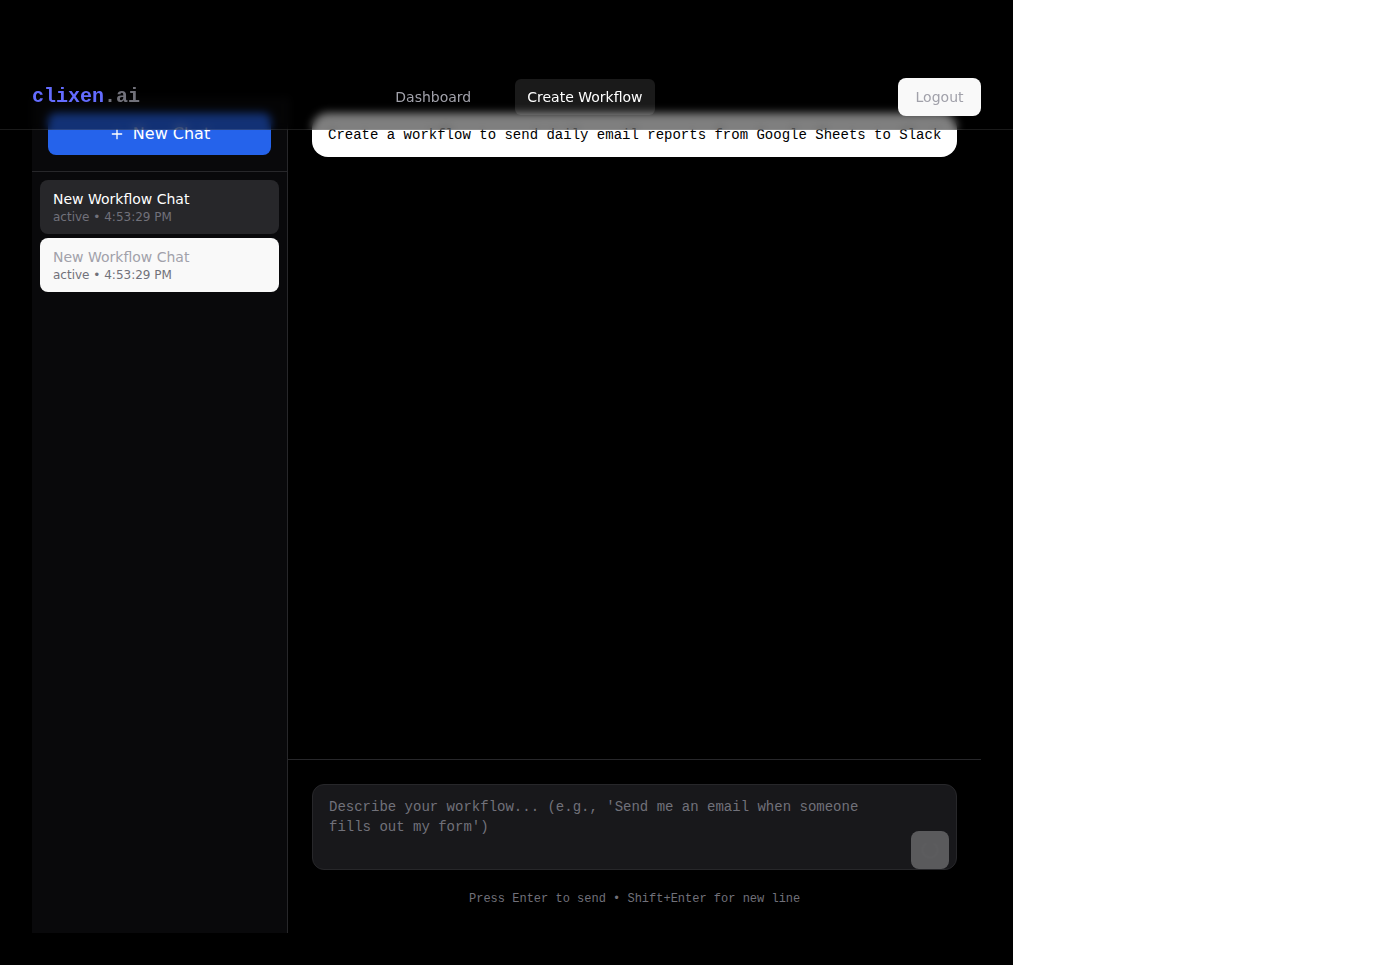 clixen.ai
Dashboard
Create Workflow
Logout
+ New Chat
New Workflow Chat
active • 4:53:29 PM
New Workflow Chat
active • 4:53:29 PM
Create a workflow to send daily email reports from Google Sheets to Slack
Describe your workflow... (e.g., 'Send me an email when someone
fills out my form')
Press Enter to send • Shift+Enter for new line